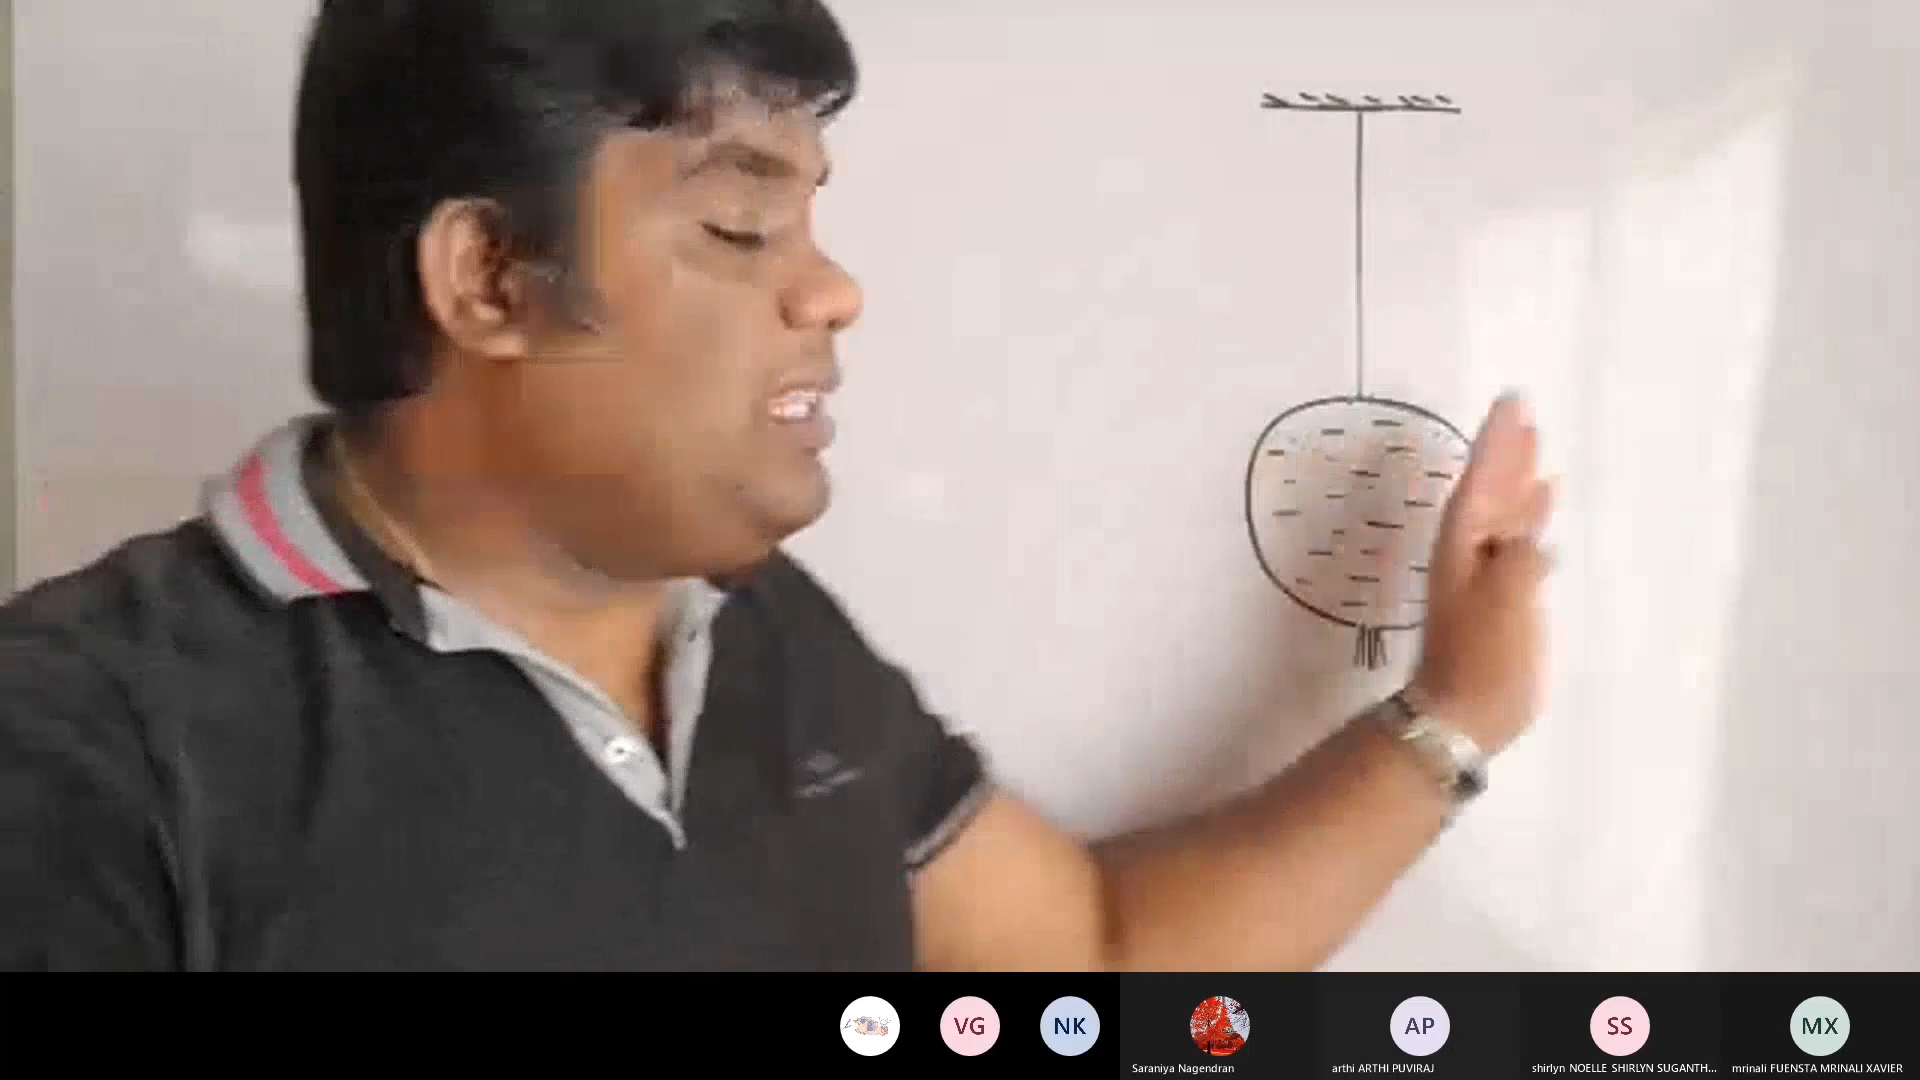 VG
NK
AP
SS
MX
Saraniya Nagendran
arthi ARTHI PUVIRAJ
shirlyn NOELLE SHIRLYN SUGANTH...
mrinali FUENSTA MRINALI XAVIER